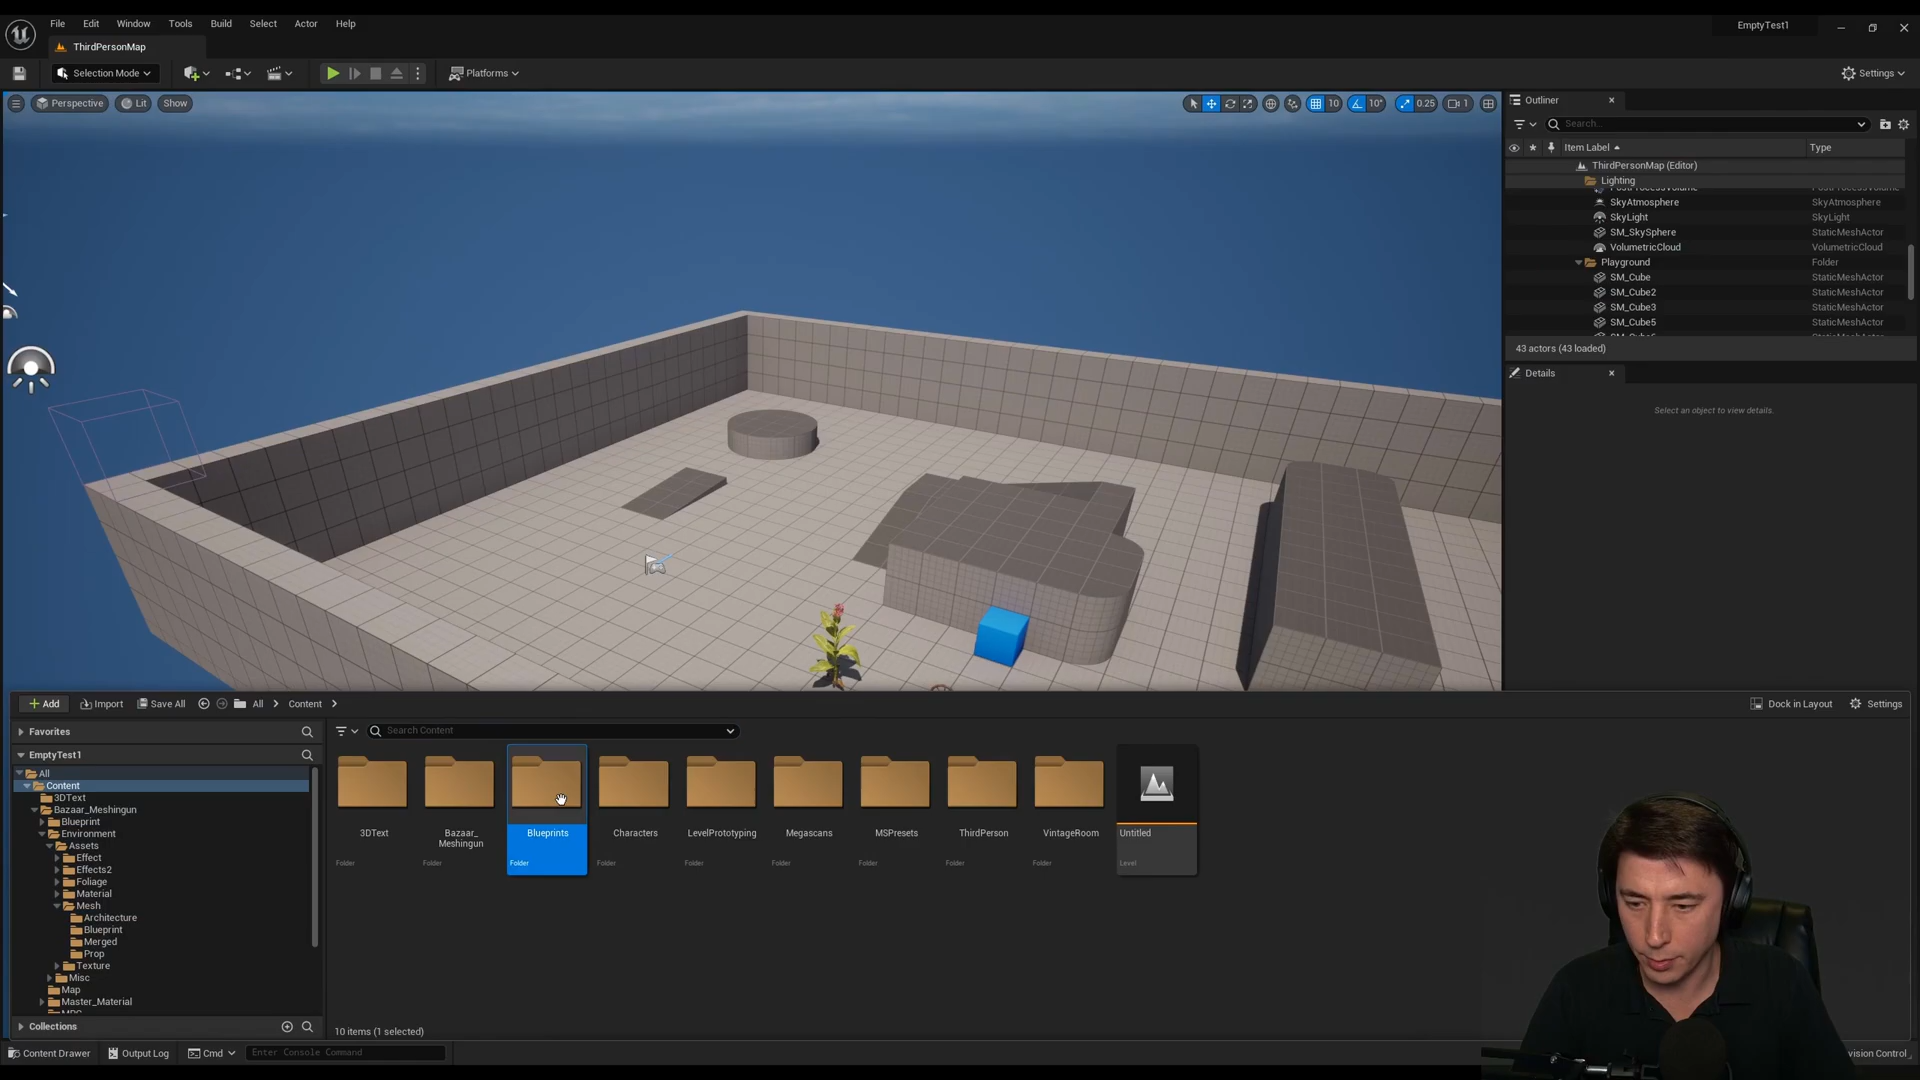 File Edit Window Tools Build Select Actor Help
EmptyTest1
ThirdPersonMap
Selection Mode
Platforms
Settings
Perspective Lit Show
10 10° 0.25 1
Outliner
Search...
Item Label Type
ThirdPersonMap (Editor)
Lighting
SkyAtmosphere SkyAtmosphere
SkyLight SkyLight
SM_SkySphere StaticMeshActor
VolumetricCloud VolumetricCloud
Playground Folder
SM_Cube StaticMeshActor
SM_Cube2 StaticMeshActor
SM_Cube3 StaticMeshActor
SM_Cube5 StaticMeshActor
43 actors (43 loaded)
Details
Select an object to view details.
Add Import Save All All Content
Dock in Layout Settings
Favorites
Search Content
EmptyTest1
All
Content
3DText
Bazaar_Meshingun
Blueprint
Environment
Assets
Effect
Effects2
Foliage
Material
Mesh
Architecture
Blueprint
Merged
Prop
Texture
Misc
Map
Master_Material
Collections
3DText
Folder
Bazaar_
Meshingun
Folder
Blueprints
Folder
Characters
Folder
LevelPrototyping
Folder
Megascans
Folder
MSPresets
Folder
ThirdPerson
Folder
VintageRoom
Folder
Untitled
Level
10 items (1 selected)
Content Drawer Output Log Cmd Enter Console Command
vision Control